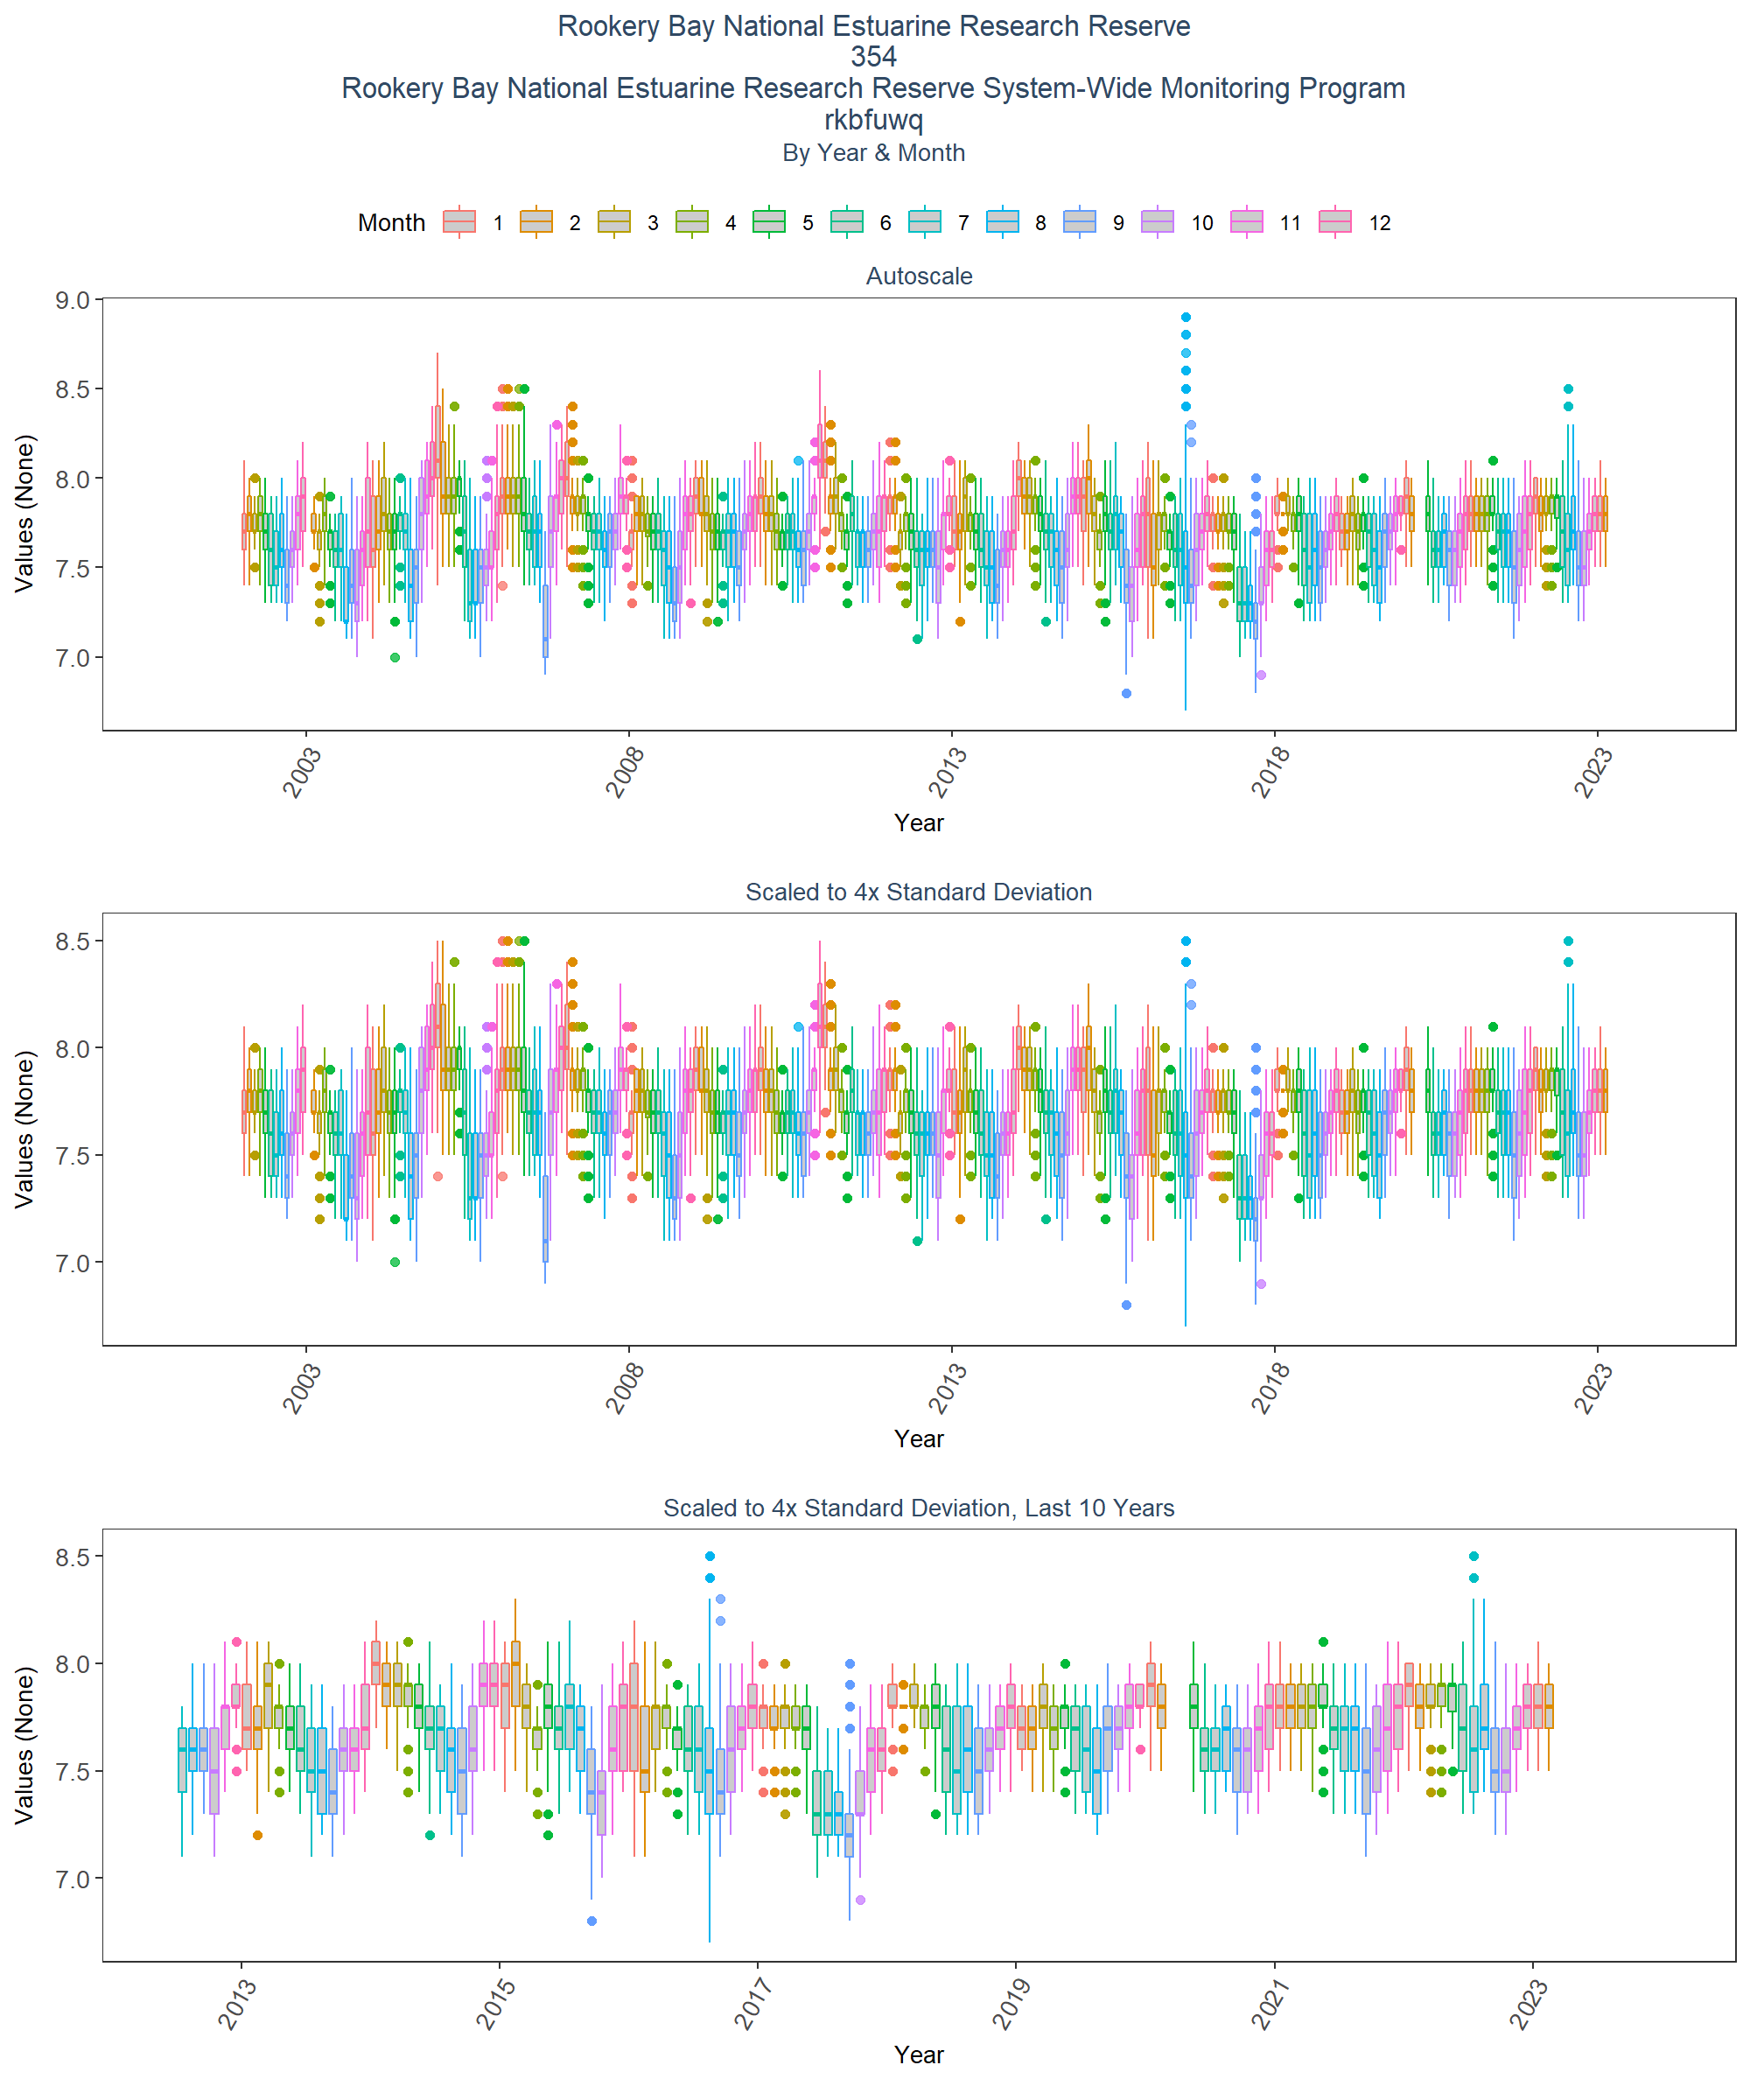 Rookery Bay National Estuarine Research Reserve
354
Rookery Bay National Estuarine Research Reserve System-Wide Monitoring Program
rkbfuwq
By Year & Month
Month 1 2 3 4 5 6 7 8 9 10 11 12
Autoscale
Values (None)
9.0
8.5
8.0
7.5
7.0
2003 2008 2013 2018 2023
Year
Scaled to 4x Standard Deviation
Values (None)
8.5
8.0
7.5
7.0
2003 2008 2013 2018 2023
Year
Scaled to 4x Standard Deviation, Last 10 Years
Values (None)
8.5
8.0
7.5
7.0
2013 2015 2017 2019 2021 2023
Year